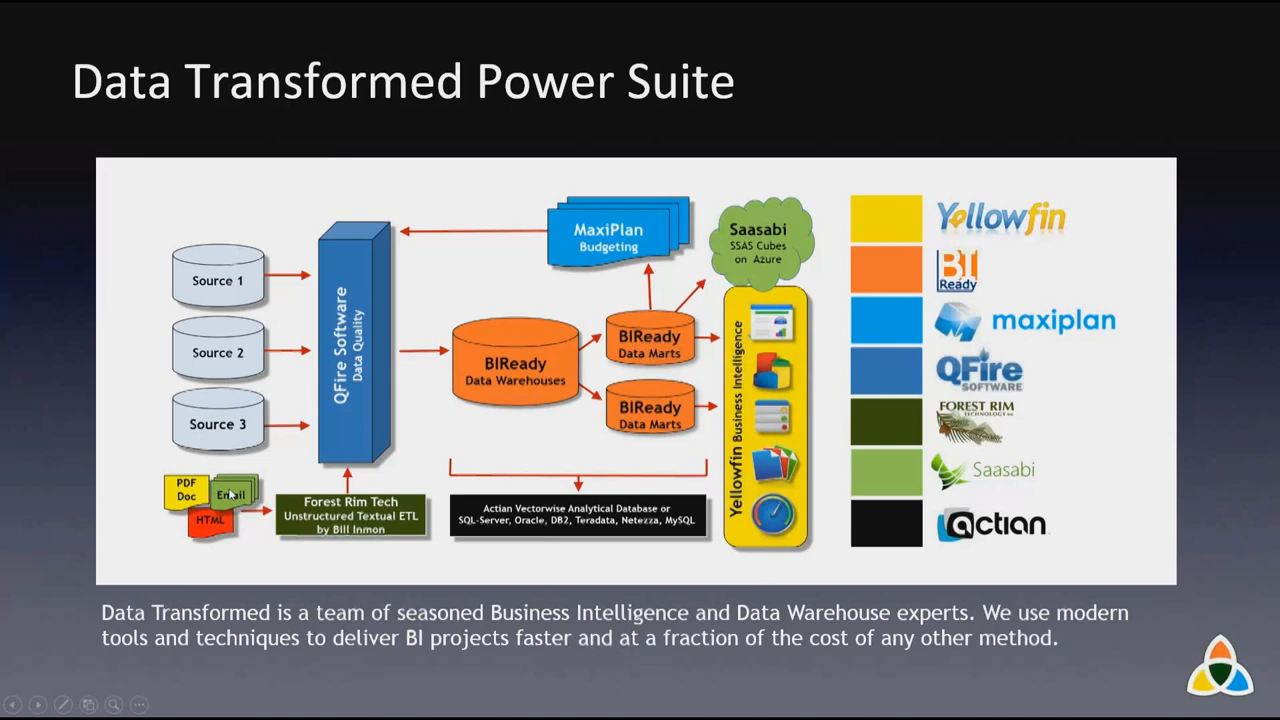 Data Transformed Power Suite
Source 1
Source 2
Source 3
PDF
Doc
Email
HTML
QFire Software
Data Quality
Forest Rim Tech
Unstructured Textual ETL
by Bill Inmon
MaxiPlan
Budgeting
BIReady
Data Warehouses
BIReady
Data Marts
BIReady
Data Marts
Actian Vectorwise Analytical Database or
SQL-Server, Oracle, DB2, Teradata, Netezza, MySQL
Saasabi
SSAS Cubes
on Azure
Yellowfin Business Intelligence
Yellowfin
BI
Ready
maxiplan
QFire
SOFTWARE
FOREST RIM
TECHNOLOGY
Saasabi
actian
Data Transformed is a team of seasoned Business Intelligence and Data Warehouse experts. We use modern
tools and techniques to deliver BI projects faster and at a fraction of the cost of any other method.